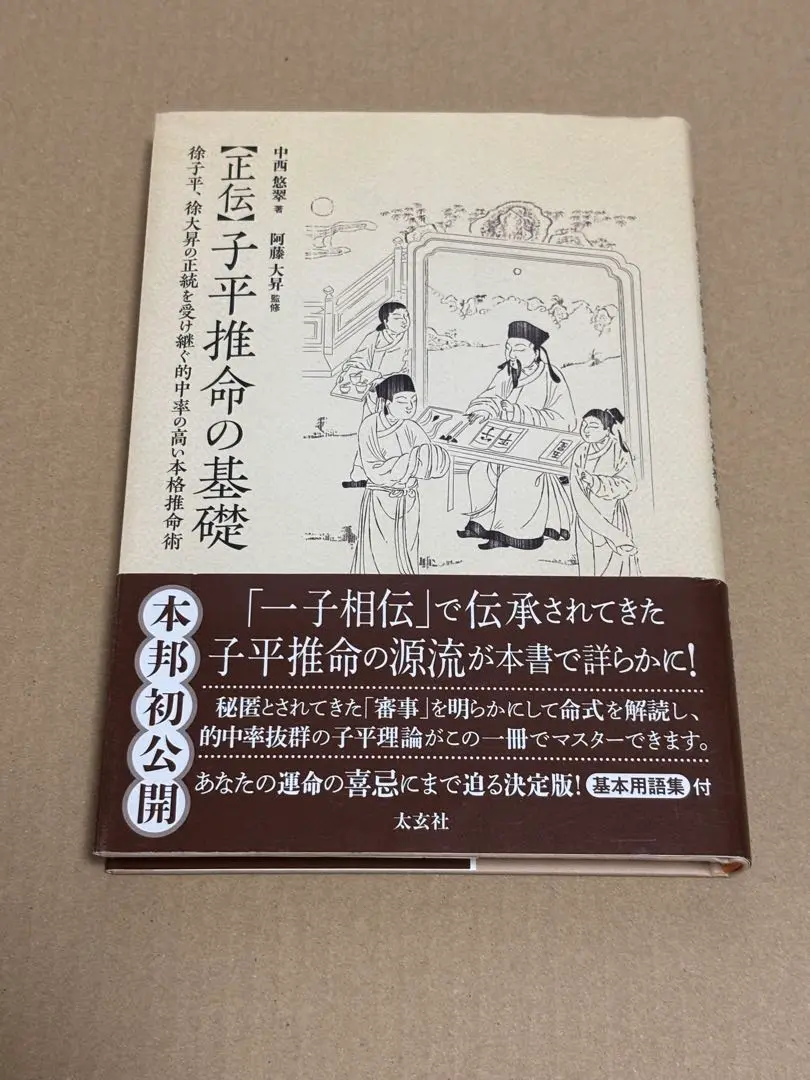 中西悠翠 著 阿藤大昇 監修
【正伝】子平推命の基礎
徐子平、徐大昇の正統を受け継ぐ的中率の高い本格推命術
本邦初公開
「一子相伝」で伝承されてきた
子平推命の源流が本書で詳らかに!
秘匿とされてきた「審事」を明らかにして命式を解読し、
的中率抜群の子平理論がこの一冊でマスターできます。
あなたの運命の喜忌にまで迫る決定版! 基本用語集 付
太玄社